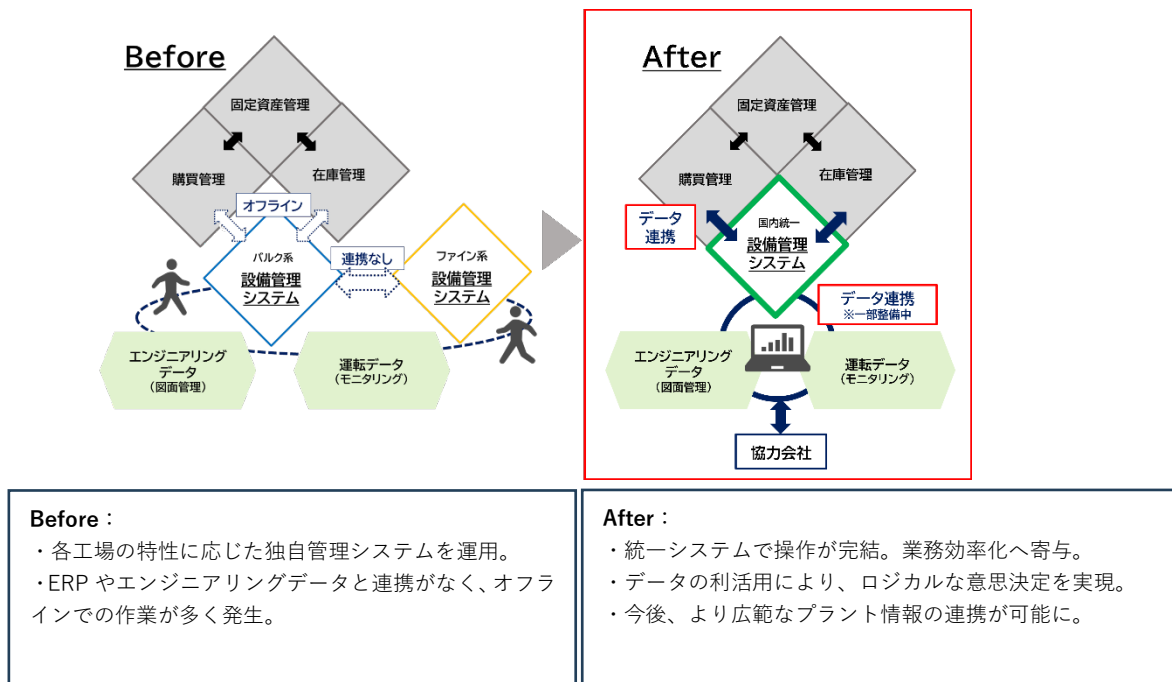 Before
固定資産管理
購買管理
在庫管理
オフライン
バルク系
設備管理
システム
連携なし
ファイン系
設備管理
システム
エンジニアリング
データ
(図面管理)
運転データ
(モニタリング)
After
固定資産管理
購買管理
在庫管理
データ
連携
国内統一
設備管理
システム
データ連携
※一部整備中
エンジニアリング
データ
(図面管理)
運転データ
(モニタリング)
協力会社
Before：
・各工場の特性に応じた独自管理システムを運用。
・ERP やエンジニアリングデータと連携がなく、オフラ
インでの作業が多く発生。
After：
・統一システムで操作が完結。業務効率化へ寄与。
・データの利活用により、ロジカルな意思決定を実現。
・今後、より広範なプラント情報の連携が可能に。